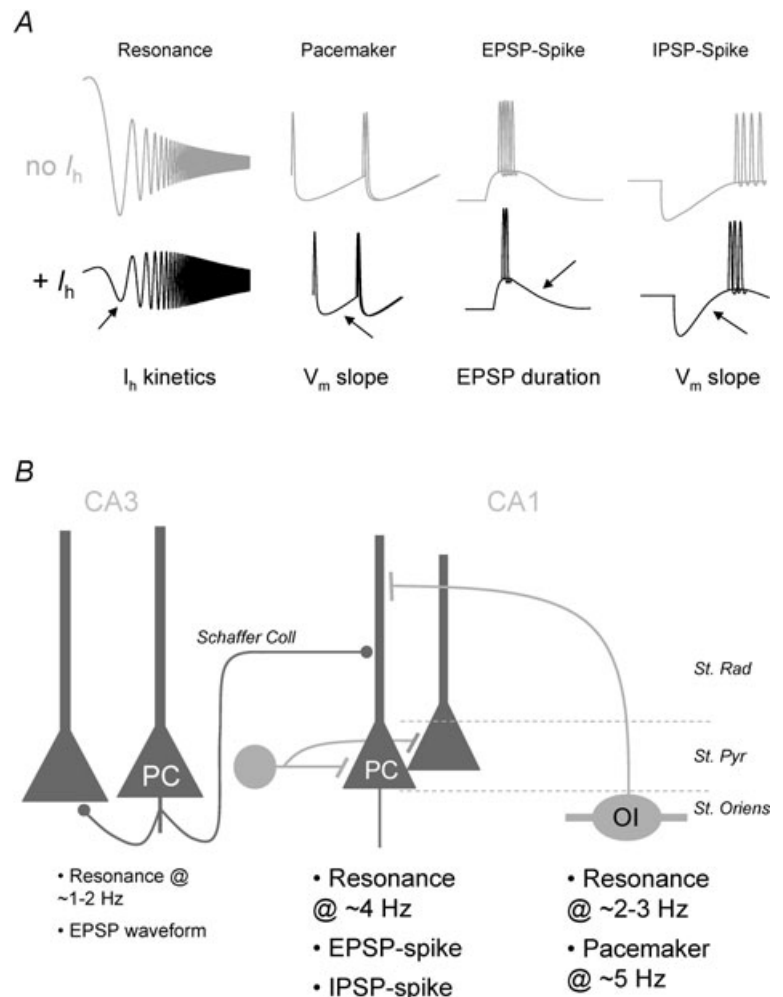 A
Resonance
Pacemaker
EPSP-Spike
IPSP-Spike
no Ih
+ Ih
Ih kinetics
Vm slope
EPSP duration
Vm slope
B
CA3
CA1
Schaffer Coll
St. Rad
PC
PC
St. Pyr
OI
St. Oriens
• Resonance @
~1-2 Hz
• EPSP waveform
• Resonance
@ ~4 Hz
• EPSP-spike
• IPSP-spike
• Resonance
@ ~2-3 Hz
• Pacemaker
@ ~5 Hz